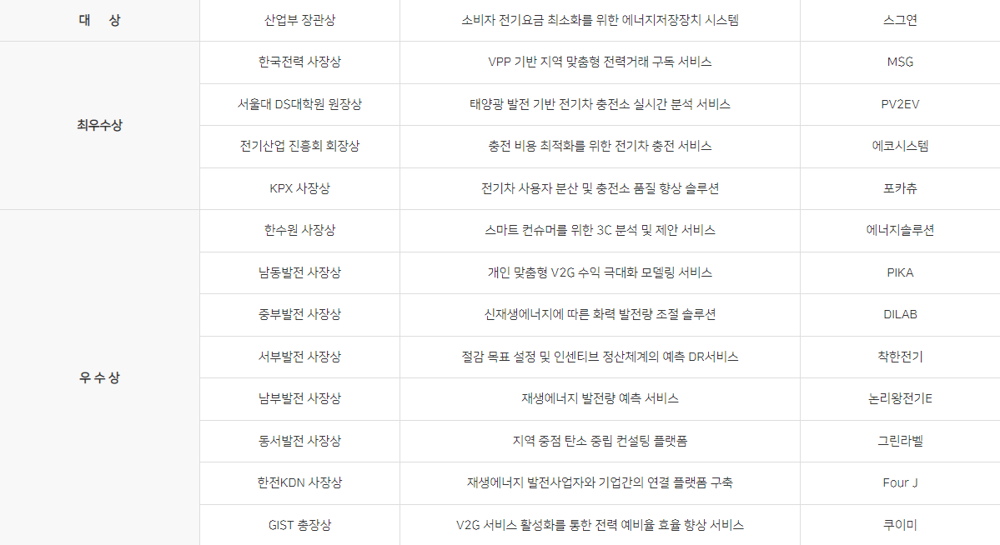 대 상 산업부 장관상 소비자 전기요금 최소화를 위한 에너지저장장치 시스템 스그연
한국전력 사장상 VPP 기반 지역 맞춤형 전력거래 구독 서비스 MSG
서울대 DS대학원 원장상 태양광 발전 기반 전기차 충전소 실시간 분석 서비스 PV2EV
최우수상
전기산업 진흥회 회장상 충전 비용 최적화를 위한 전기차 충전 서비스 에코시스템
KPX 사장상 전기차 사용자 분산 및 충전소 품질 향상 솔루션 포카츄
한수원 사장상 스마트 컨슈머를 위한 3C 분석 및 제안 서비스 에너지솔루션
남동발전 사장상 개인 맞춤형 V2G 수익 극대화 모델링 서비스 PIKA
중부발전 사장상 신재생에너지에 따른 화력 발전량 조절 솔루션 DILAB
서부발전 사장상 절감 목표 설정 및 인센티브 정산체계의 예측 DR서비스 착한전기
우 수 상
남부발전 사장상 재생에너지 발전량 예측 서비스 논리왕전기E
동서발전 사장상 지역 중점 탄소 중립 컨설팅 플랫폼 그린라벨
한전KDN 사장상 재생에너지 발전사업자와 기업간의 연결 플랫폼 구축 Four J
GIST 총장상 V2G 서비스 활성화를 통한 전력 예비율 효율 향상 서비스 쿠이미